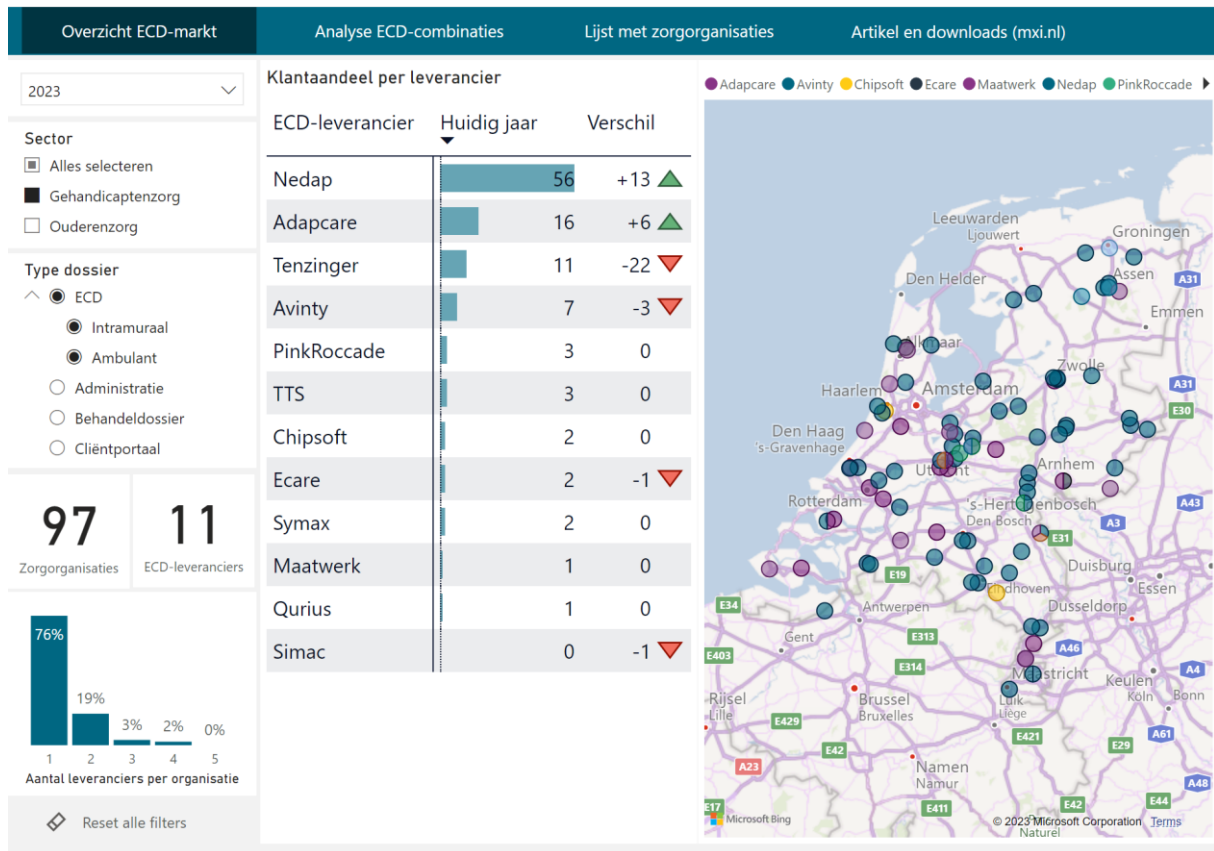 Overzicht ECD-markt
Analyse ECD-combinaties
Lijst met zorgorganisaties
Artikel en downloads (mxi.nl)
2023
Sector
Alles selecteren
Gehandicaptenzorg
Ouderenzorg
Type dossier
ECD
Intramuraal
Ambulant
Administratie
Behandeldossier
Cliëntportaal
97
Zorgorganisaties
11
ECD-leveranciers
76%
19%
3%
2%
0%
1 2 3 4 5
Aantal leveranciers per organisatie
Reset alle filters
Klantaandeel per leverancier
ECD-leverancier Huidig jaar Verschil
Nedap 56 +13
Adapcare 16 +6
Tenzinger 11 -22
Avinty 7 -3
PinkRoccade 3 0
TTS 3 0
Chipsoft 2 0
Ecare 2 -1
Symax 2 0
Maatwerk 1 0
Qurius 1 0
Simac 0 -1
Adapcare Avinty Chipsoft Ecare Maatwerk Nedap PinkRoccade
Leeuwarden
Ljouwert
Groningen
Den Helder
Assen
A31
Emmen
Zwolle
Haarlem
Amsterdam
A31
E30
Den Haag
's-Gravenhage
Arnhem
Rotterdam
's-Hertogenbosch
Den Bosch
A43
A3
E31
E19
Duisburg
Essen
E34
Antwerpen
Dusseldorp
Gent
E313
A46
E403
E314
Keulen
Köln
Bonn
A4
Rijsel
Lille
Brussel
Bruxelles
Luik
Liège
E429
E421
A61
E42
E29
A23
Namen
Namur
A48
E17
E411
E42
E44
Microsoft Bing
© 2023 Microsoft Corporation Terms
Naturel